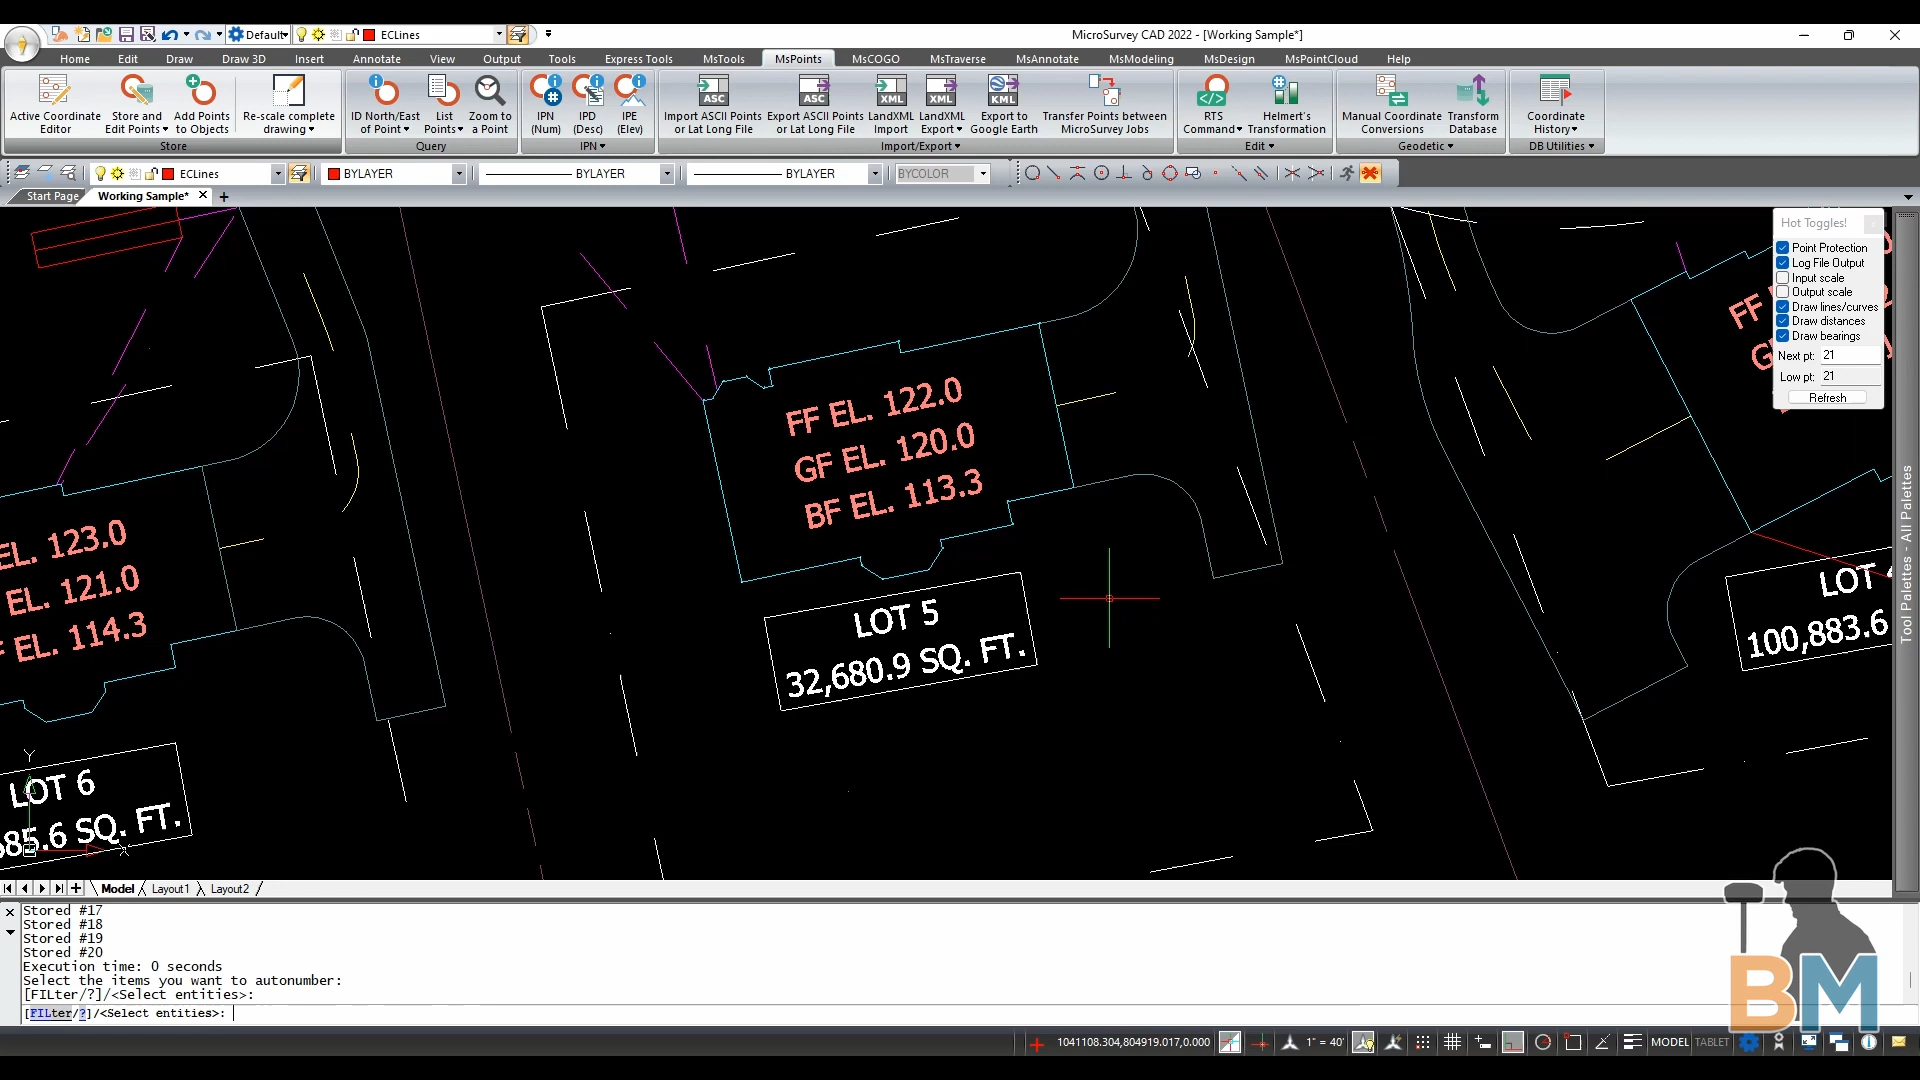 Default
ECLines
MicroSurvey CAD 2022 - [Working Sample*]
Home Edit Draw Draw 3D Insert Annotate View Output Tools Express Tools MsTools MsPoints MsCOGO MsTraverse MsAnnotate MsModeling MsDesign MsPointCloud Help
Active Coordinate Editor
Store and Edit Points
Add Points to Objects
Re-scale complete drawing
ID North/East of Point
List Points
Zoom to a Point
IPN (Num)
IPD (Desc)
IPE (Elev)
ASC
Import ASCII Points or Lat Long File
ASC
Export ASCII Points or Lat Long File
XML
LandXML Import
XML
LandXML Export
KML
Export to Google Earth
Transfer Points between MicroSurvey Jobs
RTS Command
Helmert's Transformation
Manual Coordinate Conversions
Transform Database
Coordinate History
Store Query IPN Import/Export Edit Geodetic DB Utilities
ECLines BYLAYER BYLAYER BYLAYER BYCOLOR
Start Page Working Sample*
Hot Toggles!
Point Protection
Log File Output
Input scale
Output scale
Draw lines/curves
Draw distances
Draw bearings
Next pt: 21
Low pt: 21
Refresh
Tool Palettes - All Palettes
FF EL. 122.0
GF EL. 120.0
BF EL. 113.3
LOT 5
32,680.9 SQ. FT.
EL. 123.0
EL. 121.0
EL. 114.3
LOT 6
85.6 SQ. FT.
FF
LOT
100,883.6
Y
X
Model Layout1 Layout2
Stored #17
Stored #18
Stored #19
Stored #20
Execution time: 0 seconds
Select the items you want to autonumber:
[FILter/?]/<Select entities>:
[FILter/?]/<Select entities>:
1041108.304,804919.017,0.000
1" = 40'
MODEL TABLET
BM